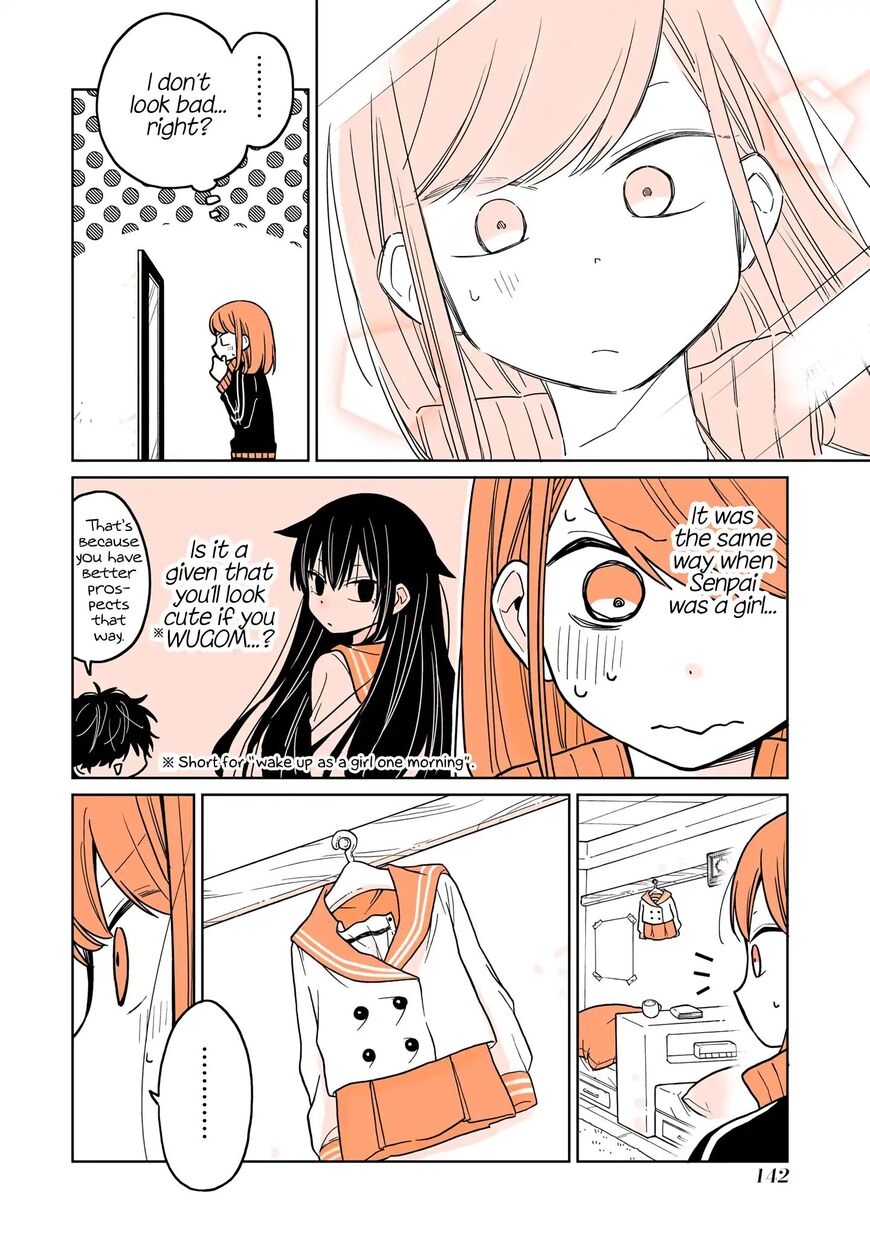 ………
I don't
look bad...
right?
It was
the same
way when
Senpai
was a girl...
Is it a
given that
you'll look
cute if you
※WUGOM...?
That's
because
you have
better
pros-
pects
that
way.
※ Short for "wake up as a girl one morning".
…………
142